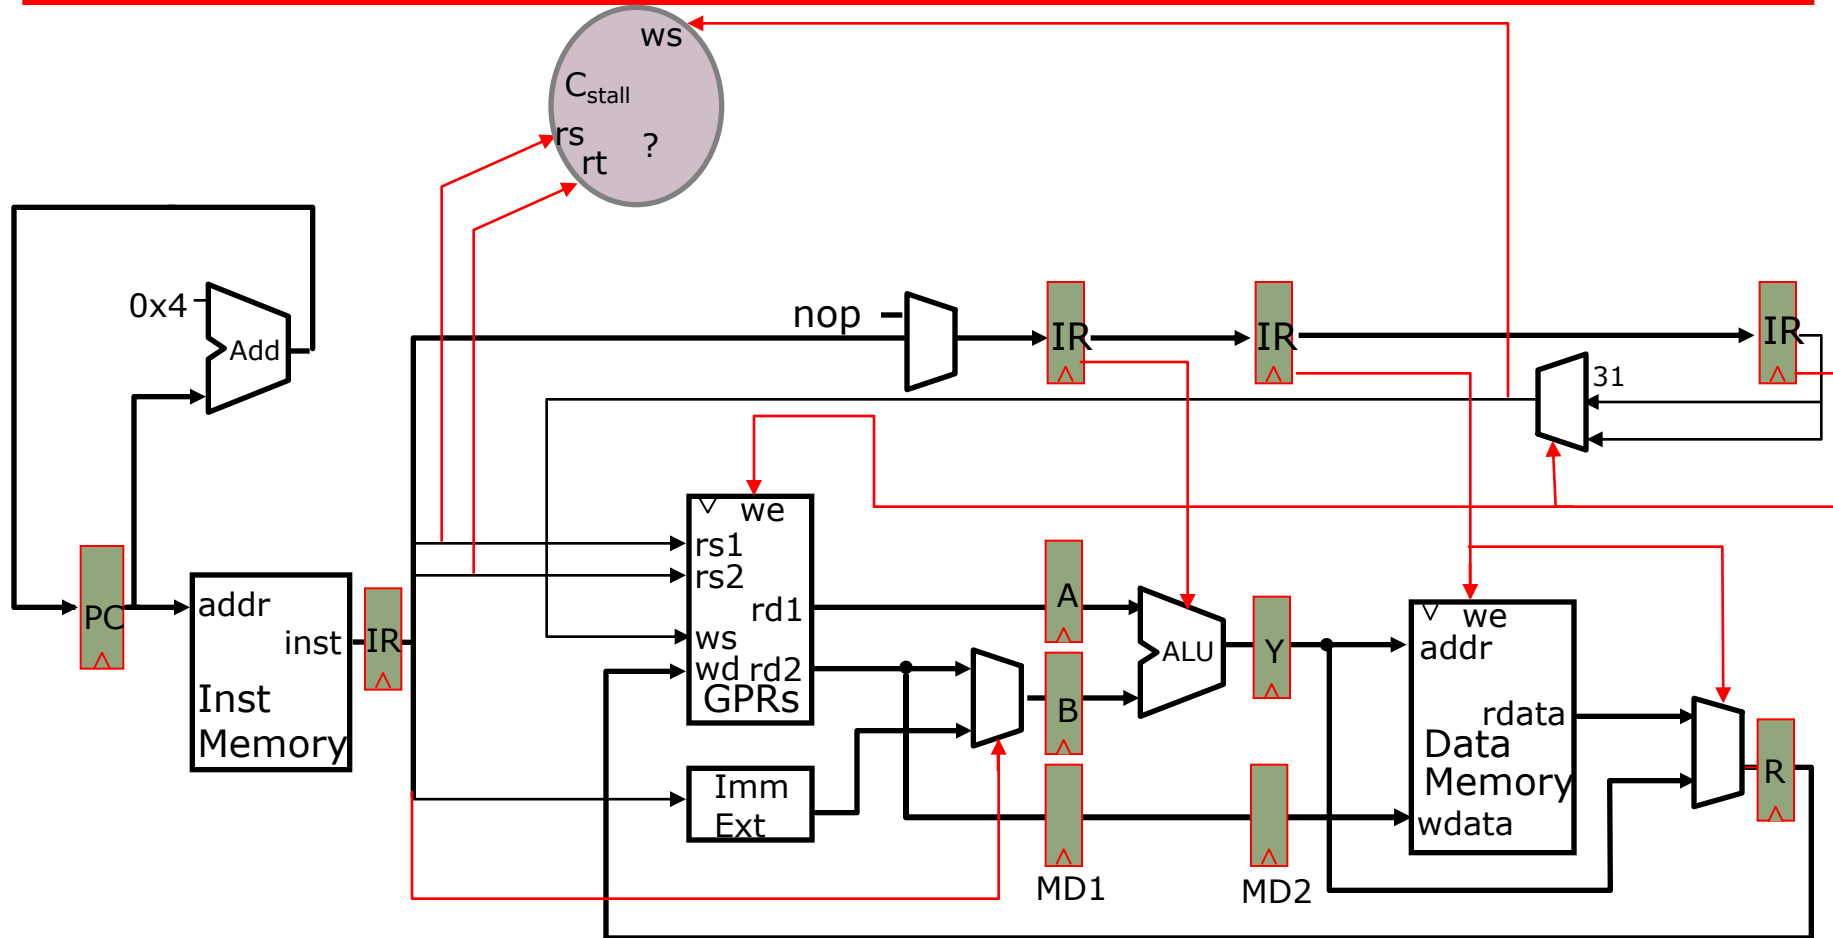 ws
C_stall
rs
?
rt
0x4
Add
nop
IR
IR
IR
31
we
rs1
rs2
rd1
ws
wd rd2
GPRs
PC
addr
inst
Inst
Memory
IR
A
B
ALU
Y
we
addr
rdata
Data
Memory
wdata
R
Imm
Ext
MD1
MD2